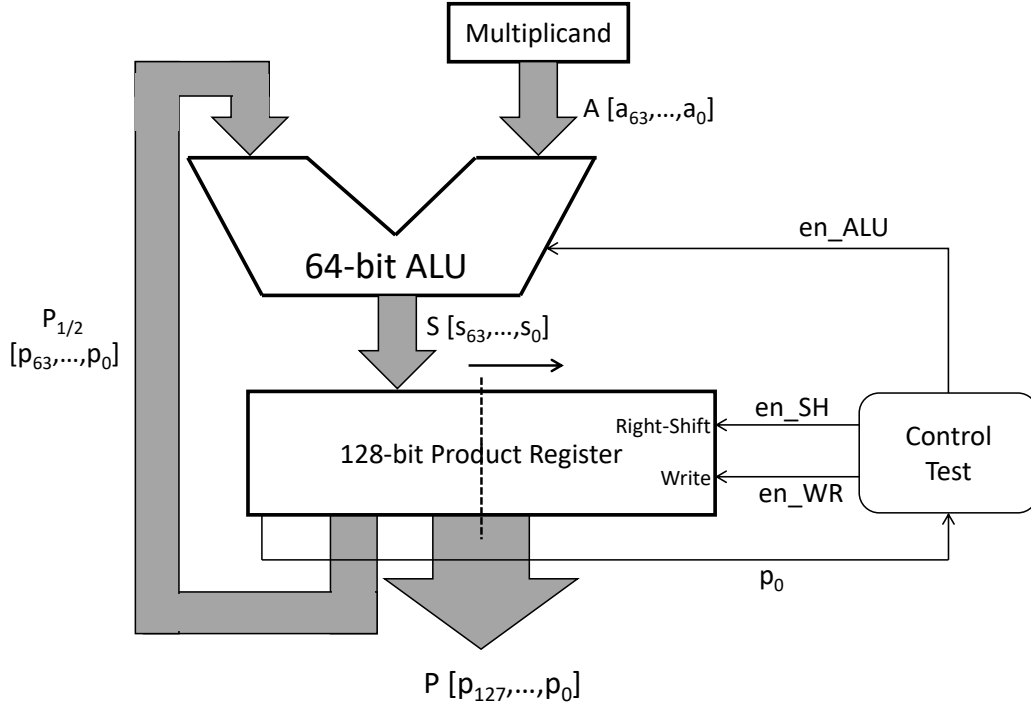 Multiplicand
A [a₆₃,...,a₀]
en_ALU
64-bit ALU
P₁/₂
[p₆₃,...,p₀]
S [s₆₃,...,s₀]
en_SH
Right-Shift
Control
Test
128-bit Product Register
Write
en_WR
p₀
P [p₁₂₇,...,p₀]